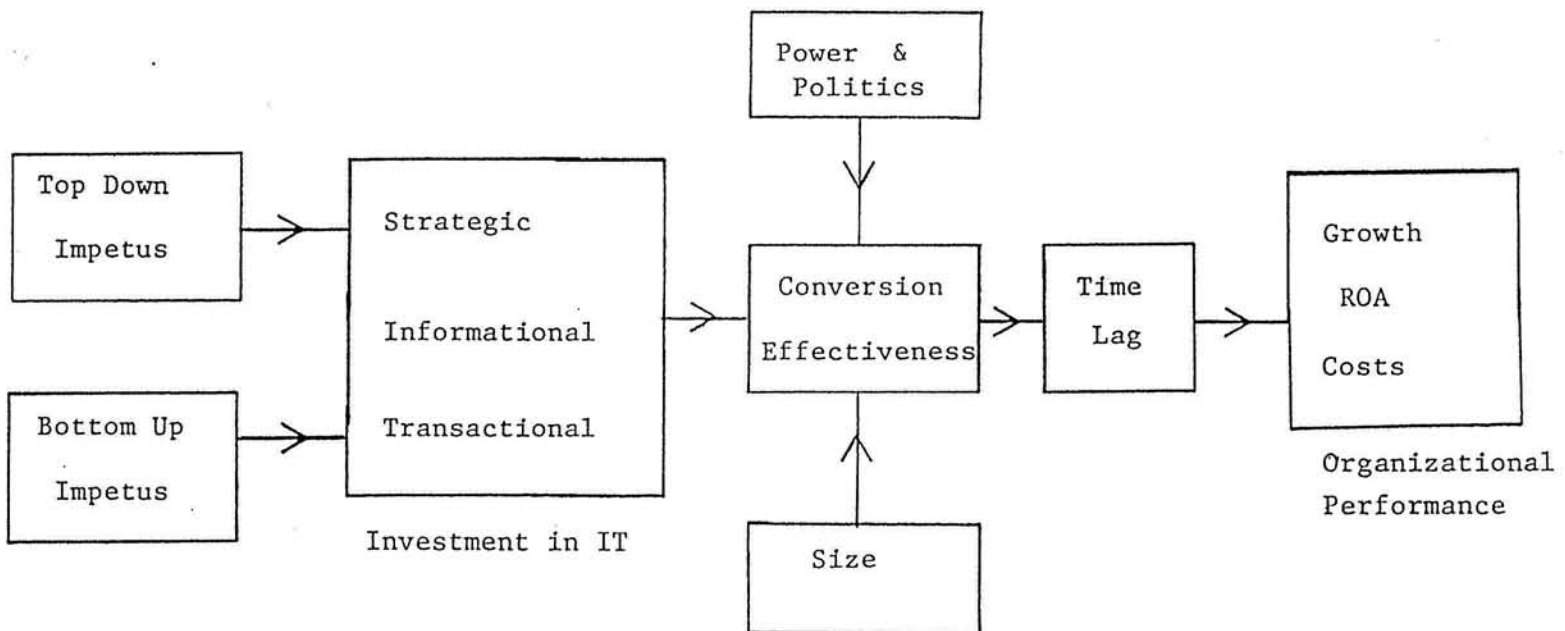 Power &
Politics
Top Down
Impetus
Bottom Up
Impetus
Strategic
Informational
Transactional
Investment in IT
Conversion
Effectiveness
Size
Time
Lag
Growth
ROA
Costs
Organizational
Performance